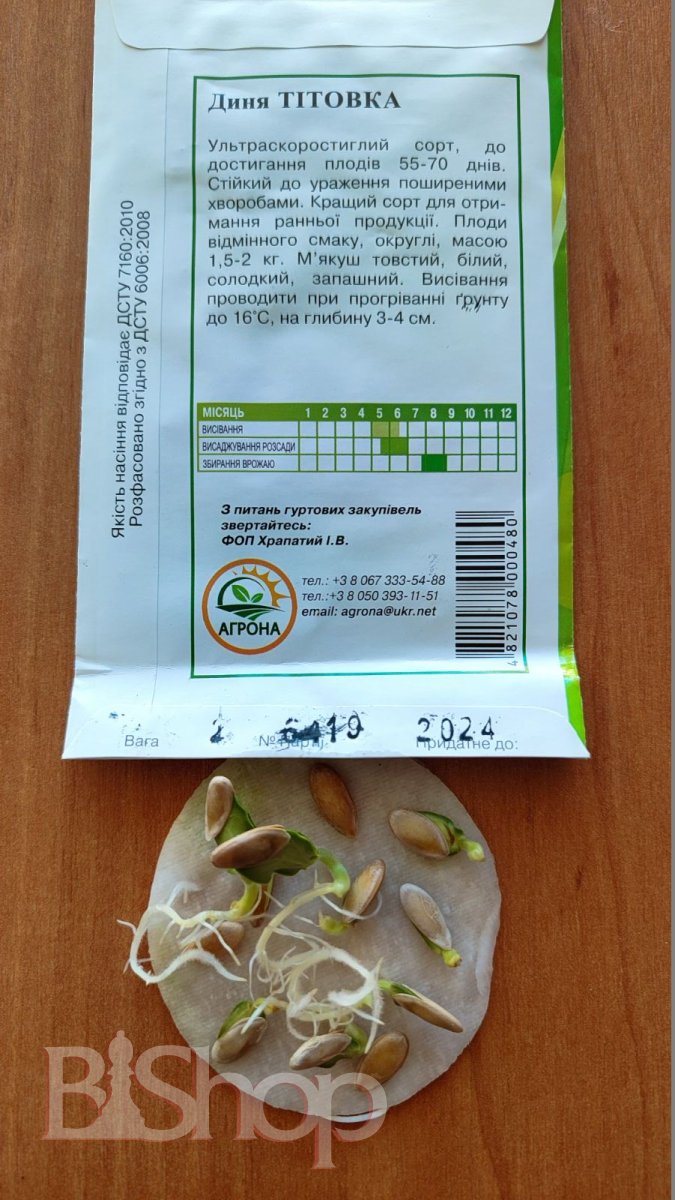 Диня ТІТОВКА
Ультраскоростиглий сорт, до
достигання плодів 55-70 днів.
Стійкий до ураження поширеними
хворобами. Кращий сорт для отри-
мання ранньої продукції. Плоди
відмінного смаку, округлі, масою
1,5-2 кг. М'якуш товстий, білий,
солодкий, запашний. Висівання
проводити при прогріванні ґрунту
до 16°С, на глибину 3-4 см.
Якість насіння відповідає ДСТУ 7160:2010
Розфасовано згідно з ДСТУ 6006:2008
МІСЯЦЬ 1 2 3 4 5 6 7 8 9 10 11 12
ВИСІВАННЯ
ВИСАДЖУВАННЯ РОЗСАДИ
ЗБИРАННЯ ВРОЖАЮ
З питань гуртових закупівель
звертайтесь:
ФОП Храпатий І.В.
АГРОНА
тел.: +3 8 067 333-54-88
тел.:+3 8 050 393-11-51
email: agrona@ukr.net
4 821078 000480
Вага 2 № Партії 6419 Придатне до: 2024
BiShop